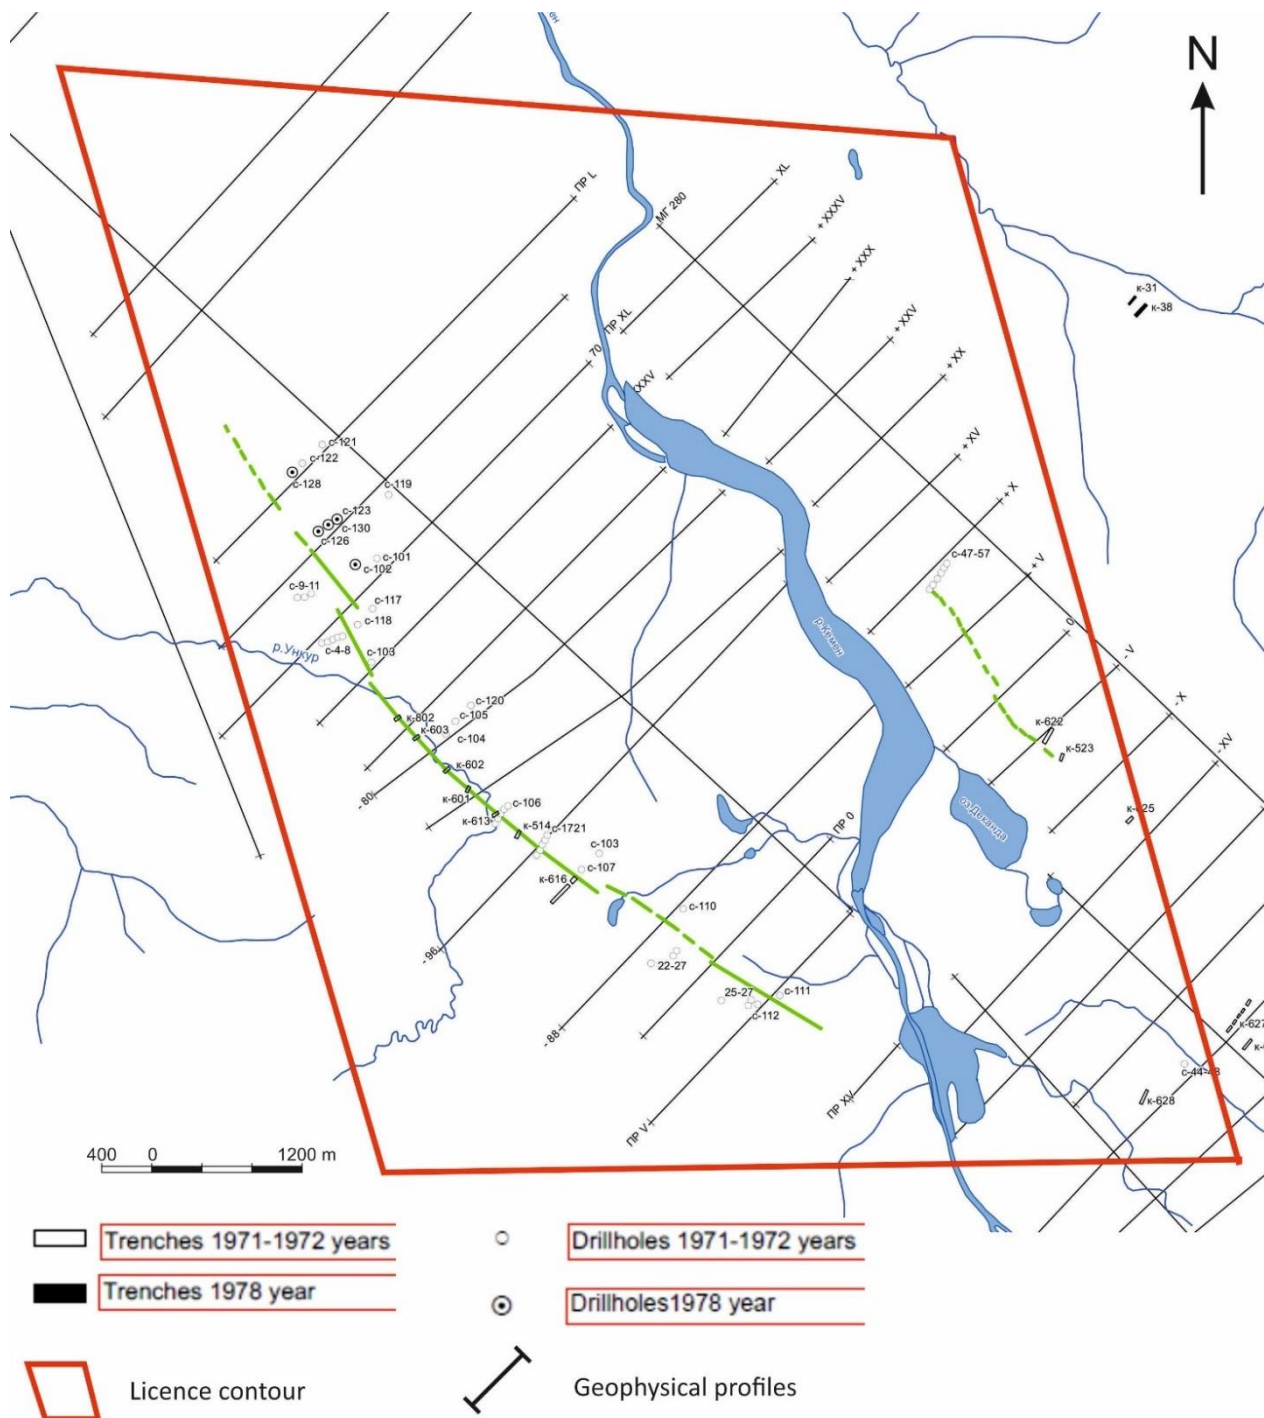 N
ПР L
XL
МГ 280
+ XXXV
+ XXX
к-31
к-38
+ XXV
ПР XL
70
+ XX
XXXV
+ XV
с-121
с-122
с-128
с-119
+ X
с-123
с-130
с-126
с-47-57
с-101
с-102
+ V
с-9-11
с-117
0
с-118
р.Ункур
с-4-8
р.Кемен
- V
с-103
- X
с-120
к-802
с-105
к-622
к-603
с-104
- XV
к-523
к-602
- 80
к-601
с-106
к-613
к-514
с-1721
ПР 0
оз.Деканда
с-103
с-107
к-616
с-110
- 96
22-27
25-27
с-111
с-112
- 88
к-627
с-44-48
ПР XV
к-628
ПР V
400 0 1200 m
Trenches 1971-1972 years
Drillholes 1971-1972 years
Trenches 1978 year
Drillholes1978 year
Licence contour
Geophysical profiles